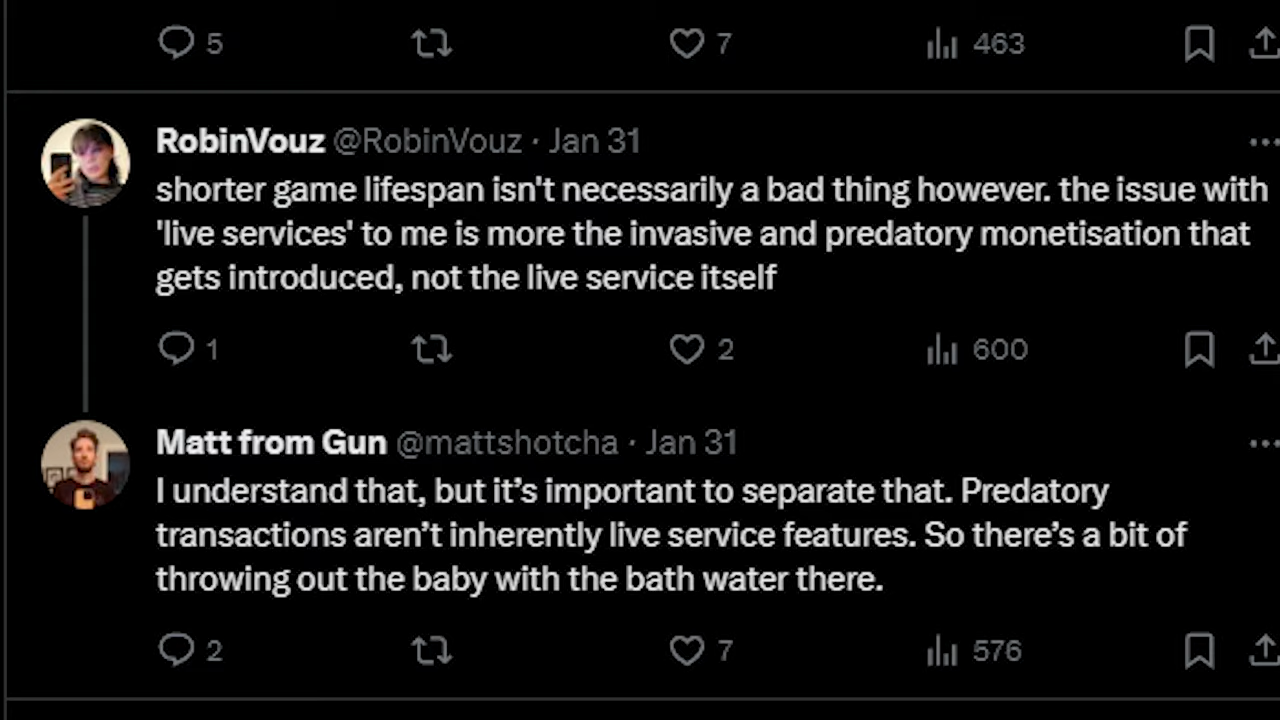 5 7 463
RobinVouz @RobinVouz · Jan 31
shorter game lifespan isn't necessarily a bad thing however. the issue with
'live services' to me is more the invasive and predatory monetisation that
gets introduced, not the live service itself
1 2 600
Matt from Gun @mattshotcha · Jan 31
I understand that, but it’s important to separate that. Predatory
transactions aren’t inherently live service features. So there’s a bit of
throwing out the baby with the bath water there.
2 7 576